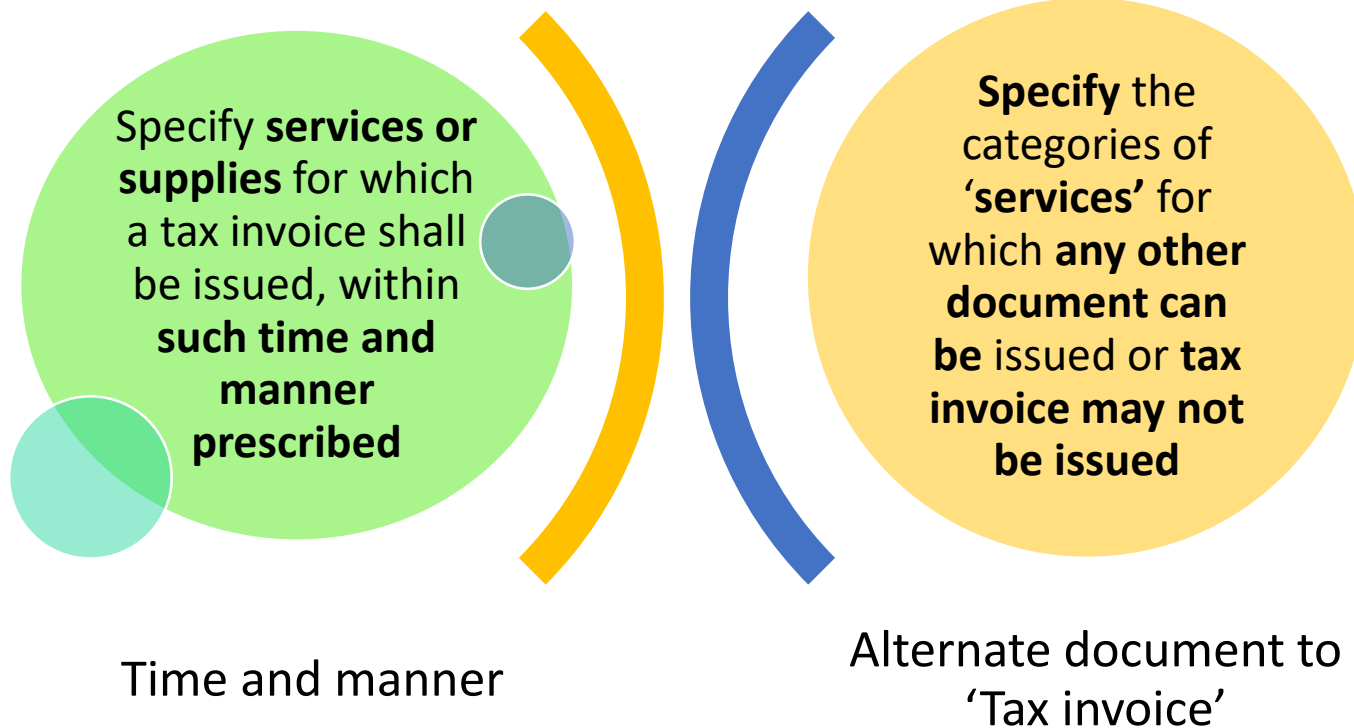 Specify services or
supplies for which
a tax invoice shall
be issued, within
such time and
manner
prescribed
Time and manner
Specify the
categories of
‘services’ for
which any other
document can
be issued or tax
invoice may not
be issued
Alternate document to
‘Tax invoice’